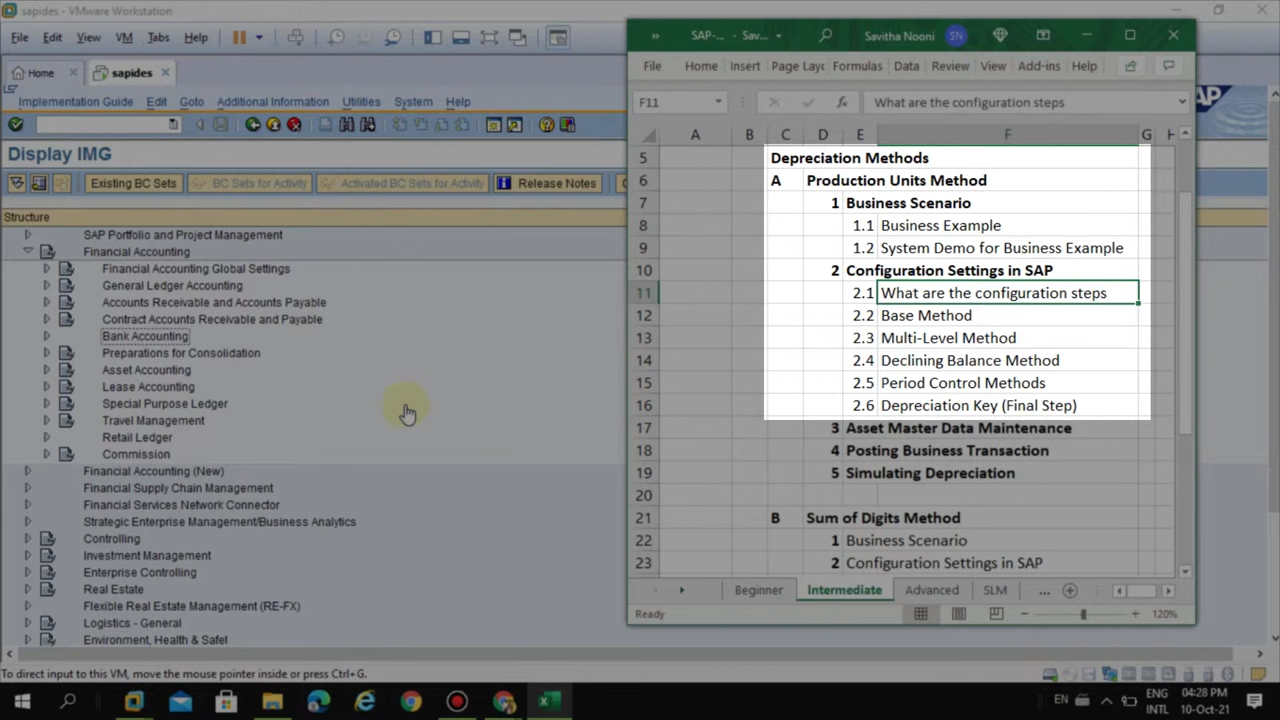 sapides - VMware Workstation
File Edit View VM Tabs Help
Home sapides
Implementation Guide Edit Goto Additional Information Utilities System Help
SAP
Display IMG
Existing BC Sets BC Sets for Activity Activated BC Sets for Activity Release Notes
Structure
SAP Portfolio and Project Management
Financial Accounting
Financial Accounting Global Settings
General Ledger Accounting
Accounts Receivable and Accounts Payable
Contract Accounts Receivable and Payable
Bank Accounting
Preparations for Consolidation
Asset Accounting
Lease Accounting
Special Purpose Ledger
Travel Management
Retail Ledger
Commission
Financial Accounting (New)
Financial Supply Chain Management
Financial Services Network Connector
Strategic Enterprise Management/Business Analytics
Controlling
Investment Management
Enterprise Controlling
Real Estate
Flexible Real Estate Management (RE-FX)
Logistics - General
Environment, Health & Safet
To direct input to this VM, move the mouse pointer inside or press Ctrl+G.
» SAP-... - Sav... Savitha Nooni SN
File Home Insert Page Layo Formulas Data Review View Add-ins Help
F11 fx What are the configuration steps
A B C D E F G H
5 Depreciation Methods
6 A Production Units Method
7 1 Business Scenario
8 1.1 Business Example
9 1.2 System Demo for Business Example
10 2 Configuration Settings in SAP
11 2.1 What are the configuration steps
12 2.2 Base Method
13 2.3 Multi-Level Method
14 2.4 Declining Balance Method
15 2.5 Period Control Methods
16 2.6 Depreciation Key (Final Step)
17 3 Asset Master Data Maintenance
18 4 Posting Business Transaction
19 5 Simulating Depreciation
20
21 B Sum of Digits Method
22 1 Business Scenario
23 2 Configuration Settings in SAP
Beginner Intermediate Advanced SLM ...
Ready 120%
EN ENG 04:28 PM
INTL 10-Oct-21